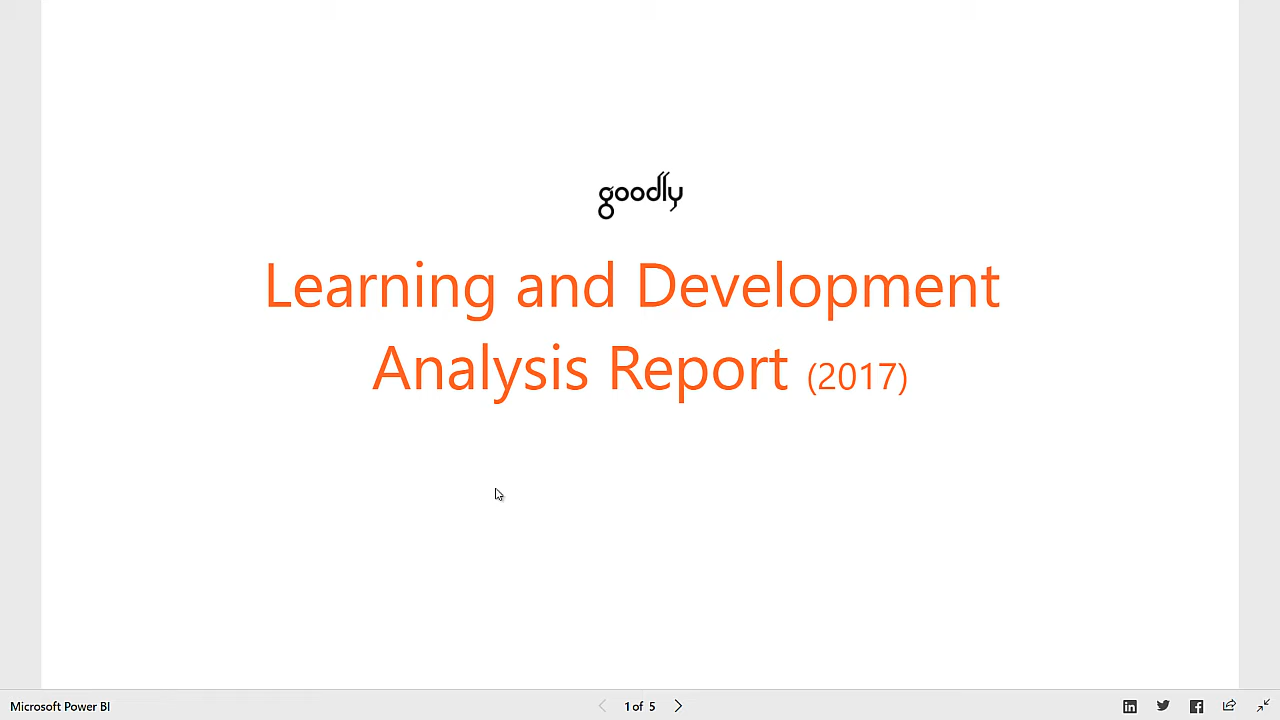 goodly
Learning and Development
Analysis Report (2017)
Microsoft Power BI
1 of 5